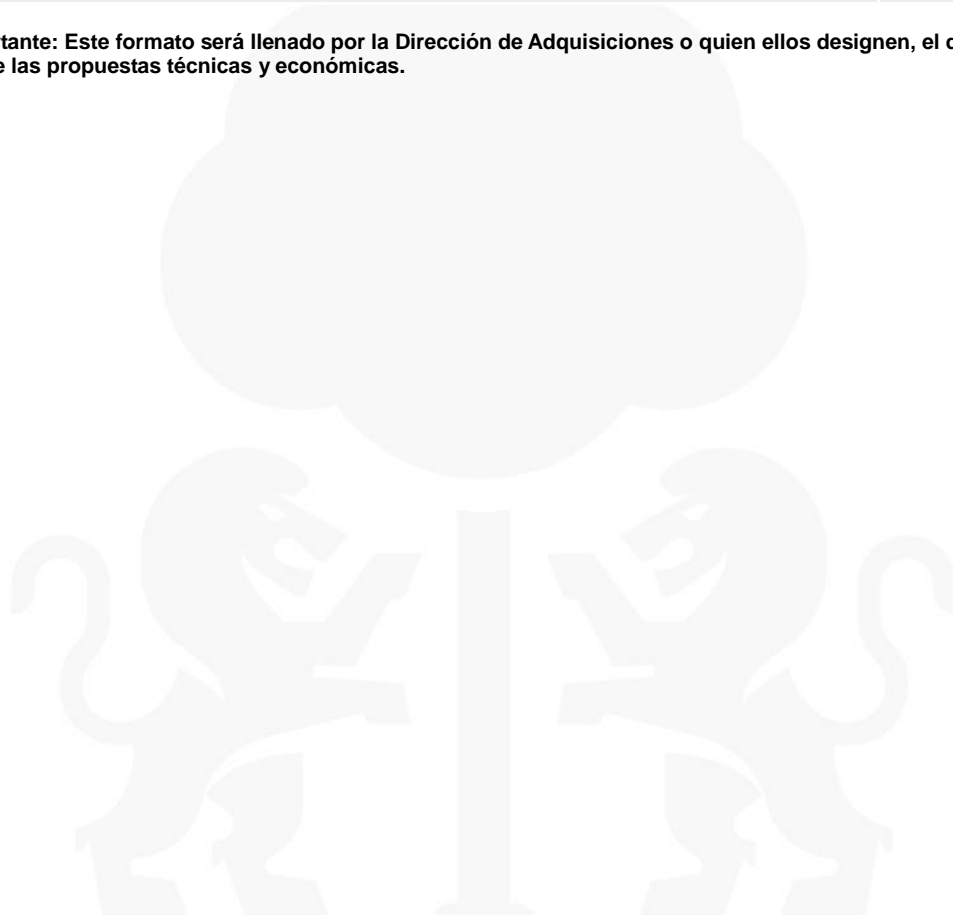 tante: Este formato será llenado por la Dirección de Adquisiciones o quien ellos designen, el
e las propuestas técnicas y económicas.